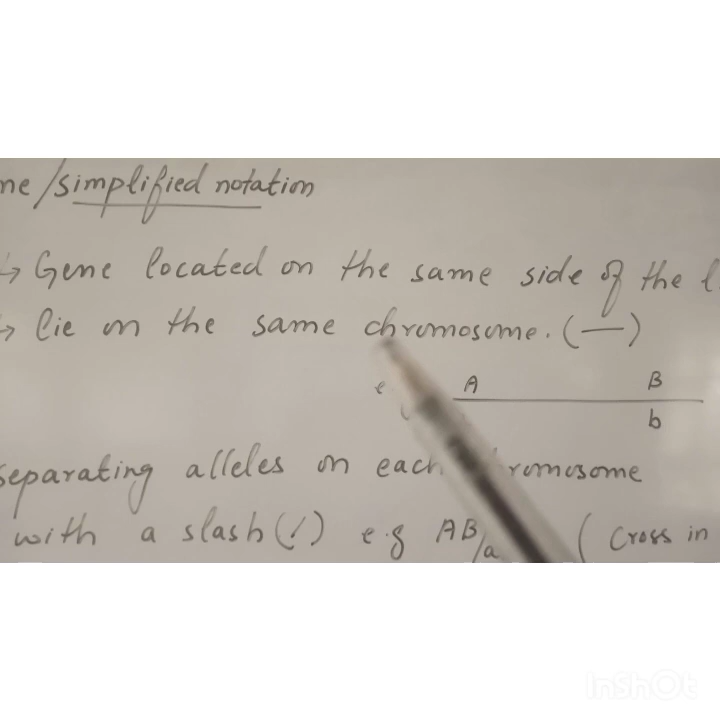 ne/simplified notation
↳ Gene located on the same side of the l
↳ lie on the same chromosome. (—)
A B
b
separating alleles on each romosome
with a slash (/) e.g AB/a ( Cross in
InShOt